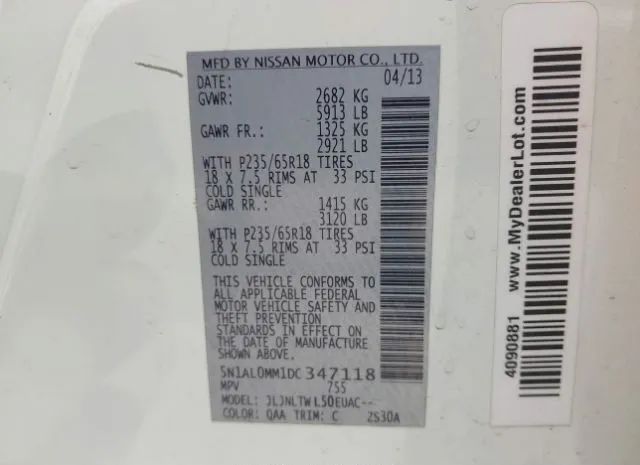 MFD BY NISSAN MOTOR CO., LTD.
DATE: 04/13
GVWR: 2682 KG
5913 LB
GAWR FR.: 1325 KG
2921 LB
WITH P235/65R18 TIRES
18 X 7.5 RIMS AT 33 PSI
COLD SINGLE
GAWR RR.: 1415 KG
3120 LB
WITH P235/65R18 TIRES
18 X 7.5 RIMS AT 33 PSI
COLD SINGLE
THIS VEHICLE CONFORMS TO
ALL APPLICABLE FEDERAL
MOTOR VEHICLE SAFETY AND
THEFT PREVENTION
STANDARDS IN EFFECT ON
THE DATE OF MANUFACTURE
SHOWN ABOVE.
5N1AL0MM1DC347118
MPV 755
MODEL: JLJNLTWL50EUAC--
COLOR: QAA TRIM: C 2S30A
4090881 www.MyDealerLot.com